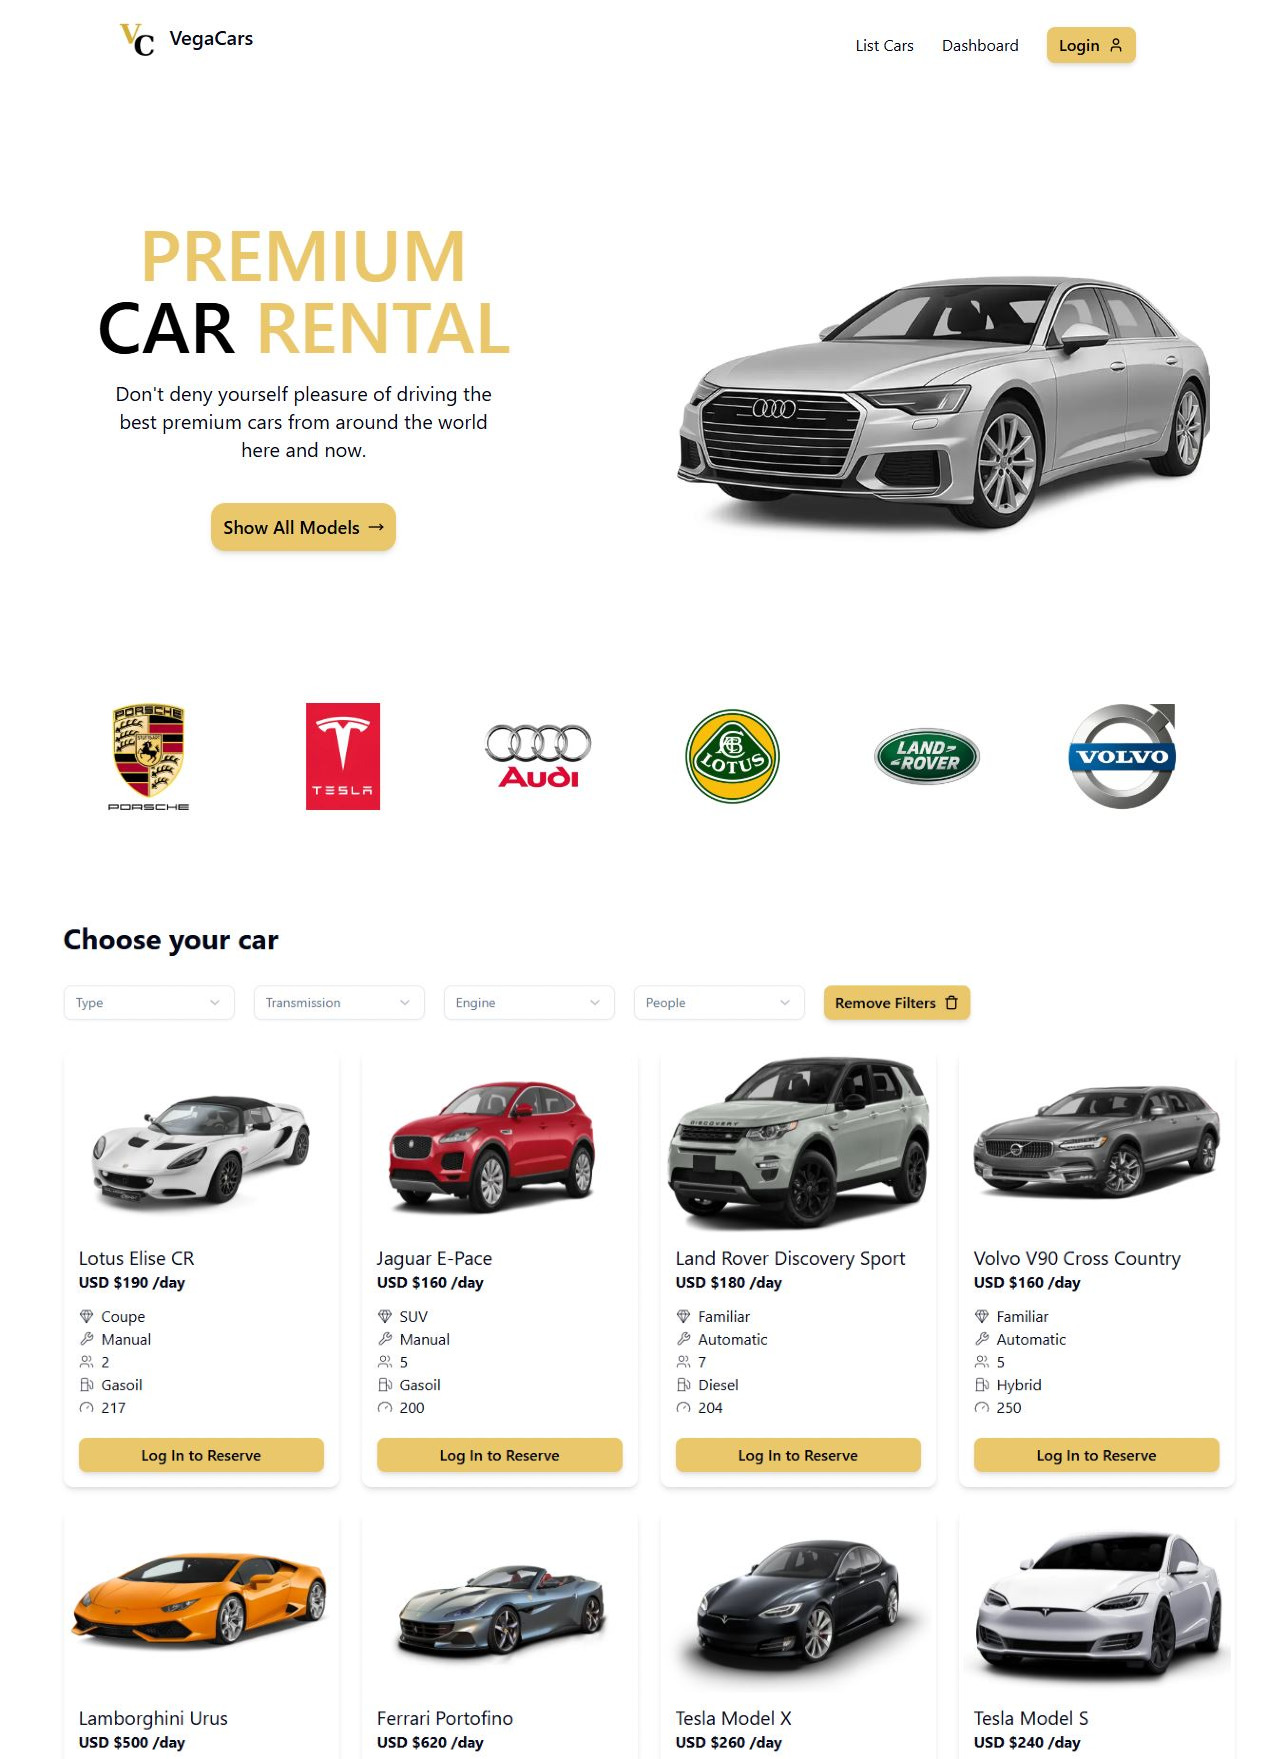 VC VegaCars
List Cars
Dashboard
Login
PREMIUM
CAR RENTAL
Don't deny yourself pleasure of driving the
best premium cars from around the world
here and now.
Show All Models →
PORSCHE
STUTTGART
PORSCHE
TESLA
Audi
ACBC
LOTUS
LAND-
-ROVER
VOLVO
Choose your car
Type
Transmission
Engine
People
Remove Filters
DISCOVERY
Lotus Elise CR
USD $190 /day
Coupe
Manual
2
Gasoil
217
Log In to Reserve
Jaguar E-Pace
USD $160 /day
SUV
Manual
5
Gasoil
200
Log In to Reserve
Land Rover Discovery Sport
USD $180 /day
Familiar
Automatic
7
Diesel
204
Log In to Reserve
Volvo V90 Cross Country
USD $160 /day
Familiar
Automatic
5
Hybrid
250
Log In to Reserve
Lamborghini Urus
USD $500 /day
Ferrari Portofino
USD $620 /day
Tesla Model X
USD $260 /day
Tesla Model S
USD $240 /day